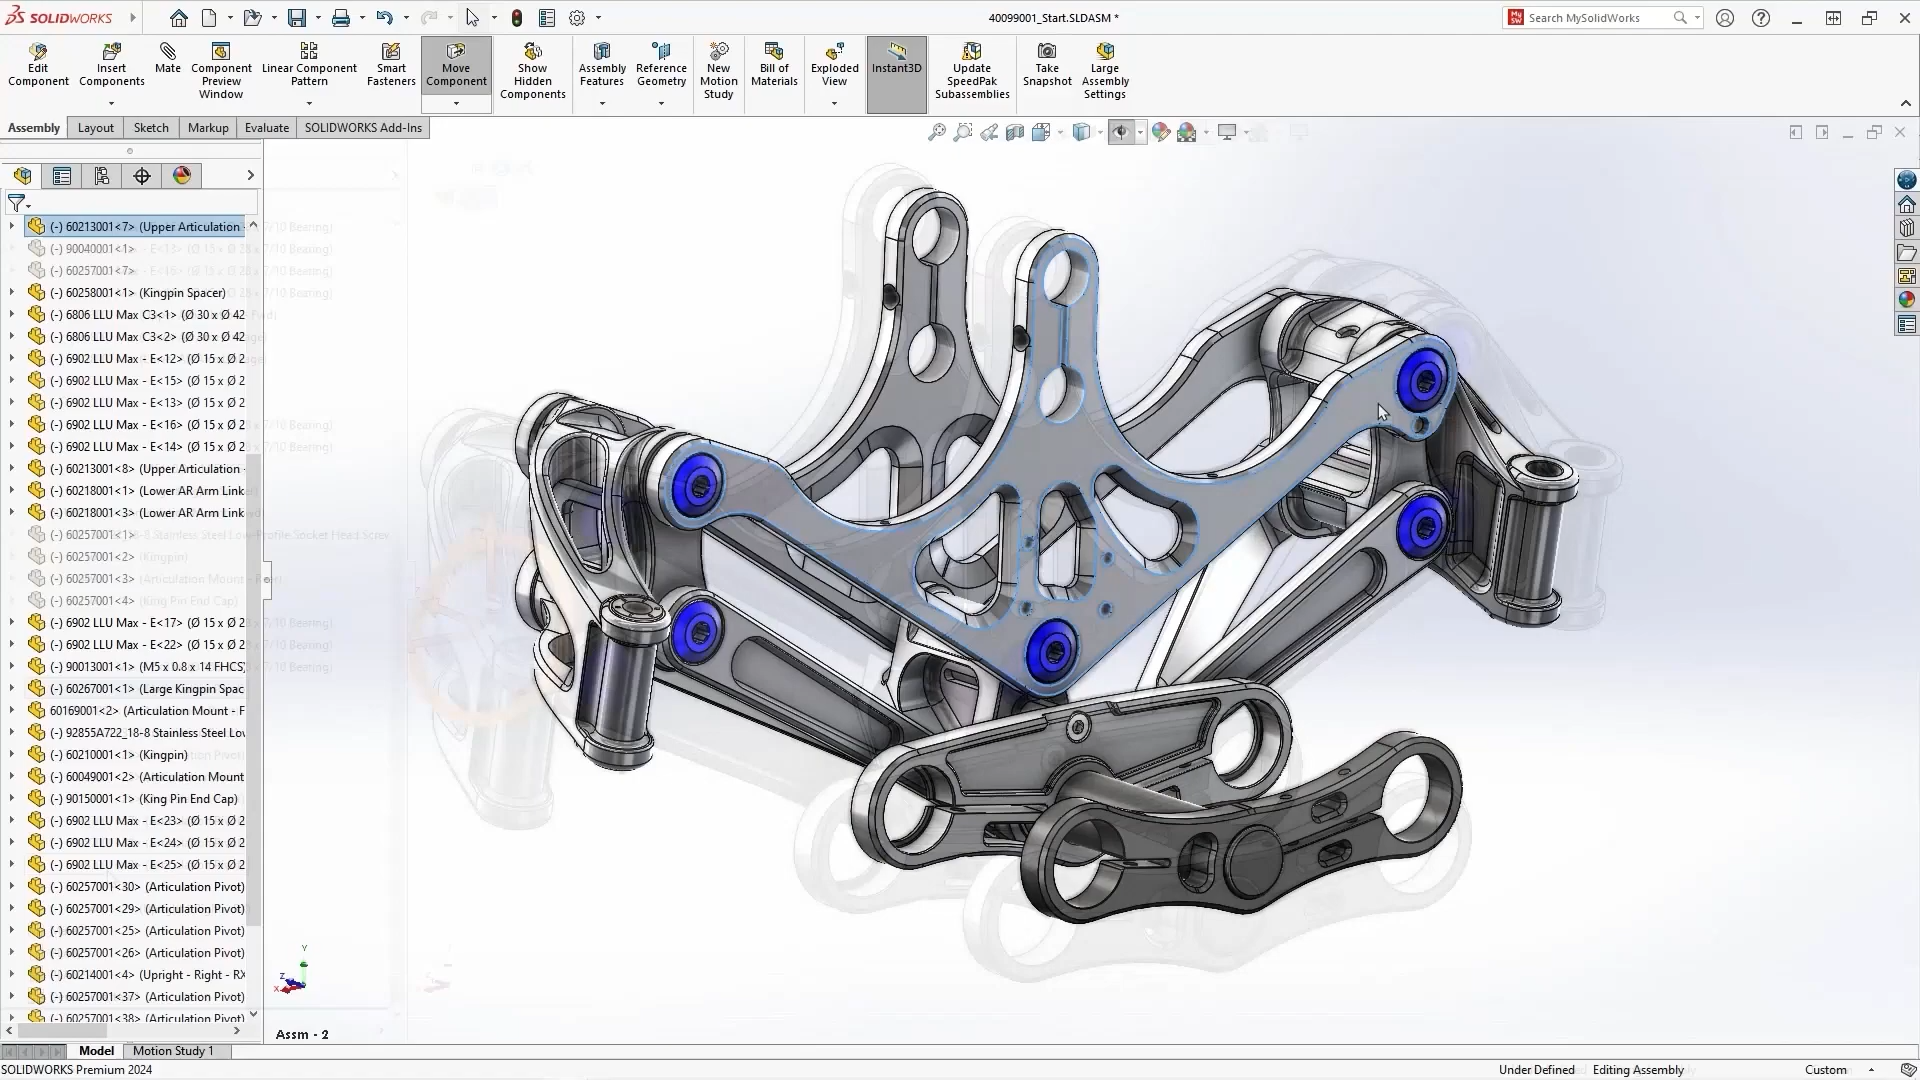 SOLIDWORKS
40099001_Start.SLDASM *
Search MySolidWorks
Edit Component
Insert Components
Mate
Component Preview Window
Linear Component Pattern
Smart Fasteners
Move Component
Show Hidden Components
Assembly Features
Reference Geometry
New Motion Study
Bill of Materials
Exploded View
Instant3D
Update SpeedPak Subassemblies
Take Snapshot
Large Assembly Settings
Assembly
Layout
Sketch
Markup
Evaluate
SOLIDWORKS Add-Ins
(-) 60213001<7> (Upper Articulation
(-) 90040001<1>
(-) 60257001<7>
(-) 60258001<1> (Kingpin Spacer)
(-) 6806 LLU Max C3<1> (Ø 30 x Ø 42
(-) 6806 LLU Max C3<2> (Ø 30 x Ø 42
(-) 6902 LLU Max - E<12> (Ø 15 x Ø 2
(-) 6902 LLU Max - E<15> (Ø 15 x Ø 2
(-) 6902 LLU Max - E<13> (Ø 15 x Ø 2
(-) 6902 LLU Max - E<16> (Ø 15 x Ø 2
(-) 6902 LLU Max - E<14> (Ø 15 x Ø 2
(-) 60213001<8> (Upper Articulation
(-) 60218001<1> (Lower AR Arm Link
(-) 60218001<3> (Lower AR Arm Link
(-) 60257001<1>
(-) 60257001<2> (Kingpin)
(-) 60257001<3> (Articulation Mount
(-) 60257001<4> (King Pin End Cap)
(-) 6902 LLU Max - E<17> (Ø 15 x Ø 2
(-) 6902 LLU Max - E<22> (Ø 15 x Ø 2
(-) 90013001<1> (M5 x 0.8 x 14 FHCS)
(-) 60267001<1> (Large Kingpin Spac
60169001<2> (Articulation Mount - F
(-) 92855A722_18-8 Stainless Steel Lo
(-) 60210001<1> (Kingpin)
(-) 60049001<2> (Articulation Mount
(-) 90150001<1> (King Pin End Cap)
(-) 6902 LLU Max - E<23> (Ø 15 x Ø 2
(-) 6902 LLU Max - E<24> (Ø 15 x Ø 2
(-) 6902 LLU Max - E<25> (Ø 15 x Ø 2
(-) 60257001<30> (Articulation Pivot)
(-) 60257001<29> (Articulation Pivot)
(-) 60257001<25> (Articulation Pivot)
(-) 60257001<26> (Articulation Pivot)
(-) 60214001<4> (Upright - Right - RX
(-) 60257001<37> (Articulation Pivot)
(-) 60257001<38> (Articulation Pivot)
Y
Z
X
Assm - 2
Model
Motion Study 1
SOLIDWORKS Premium 2024
Under Defined
Editing Assembly
Custom